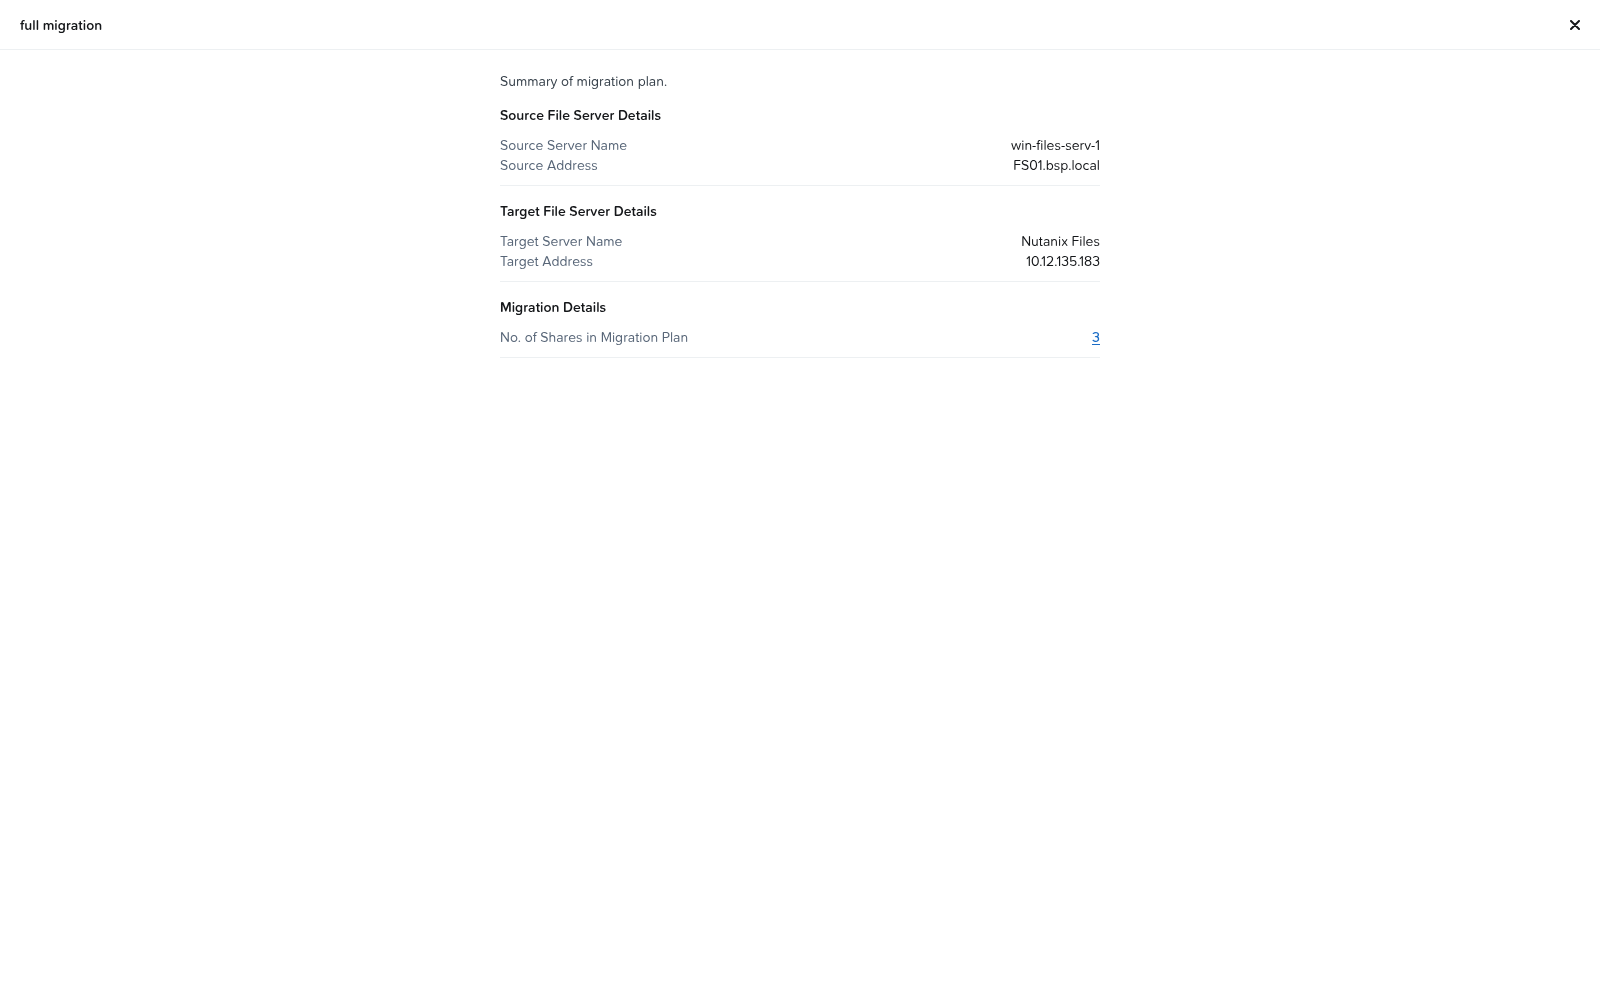 full migration
Summary of migration plan.
Source File Server Details
Source Server Name win-files-serv-1
Source Address FS01.bsp.local
Target File Server Details
Target Server Name Nutanix Files
Target Address 10.12.135.183
Migration Details
No. of Shares in Migration Plan 3